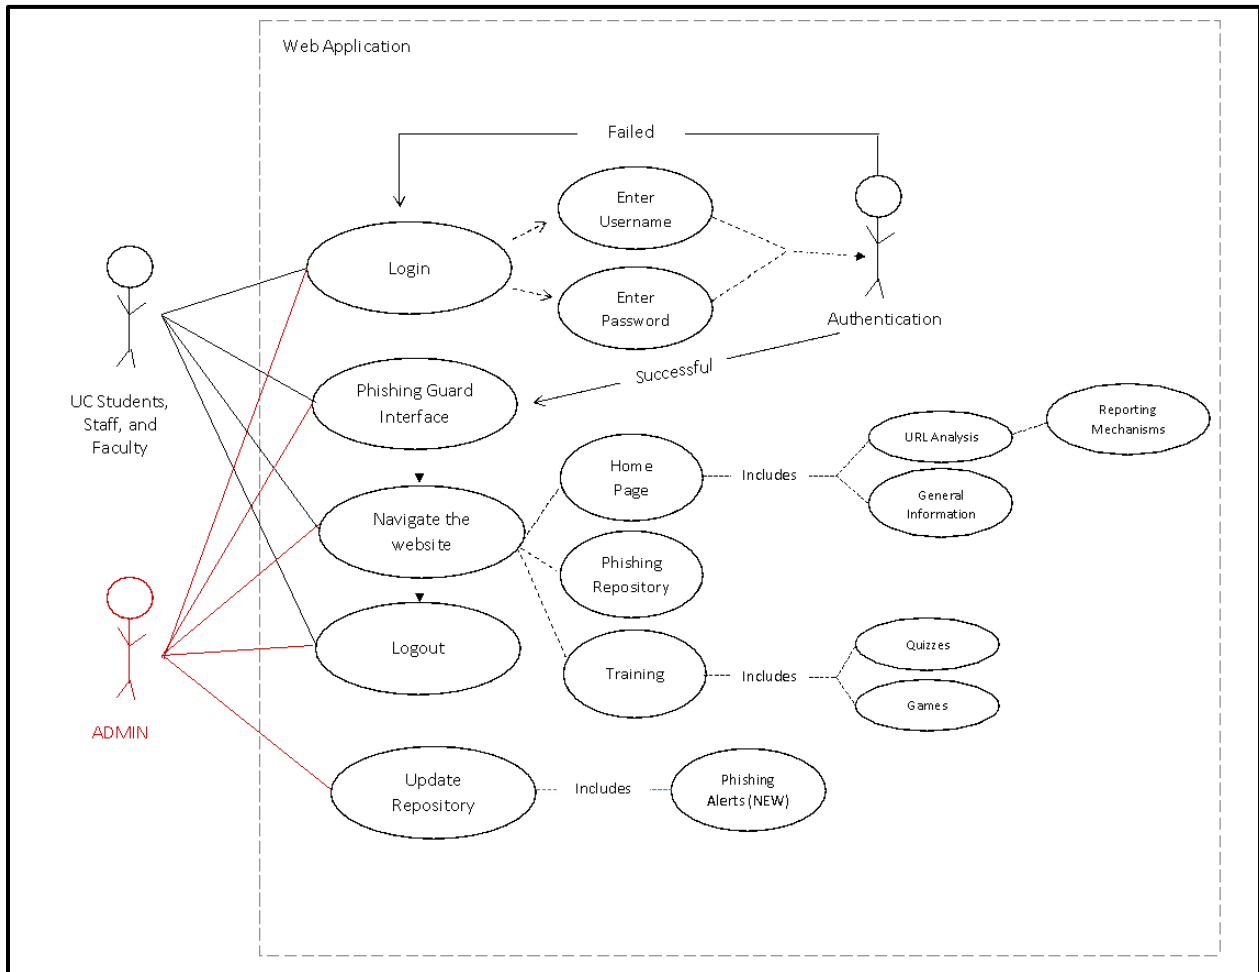 Web Application
Failed
Enter
Username
Login
Enter
Password
Authentication
Successful
UC Students,
Staff, and
Faculty
Phishing Guard
Interface
Reporting
Mechanisms
URL Analysis
Home
Page
Includes
General
Information
Navigate the
website
Phishing
Repository
Logout
Training
Includes
Quizzes
Games
ADMIN
Update
Repository
Includes
Phishing
Alerts (NEW)